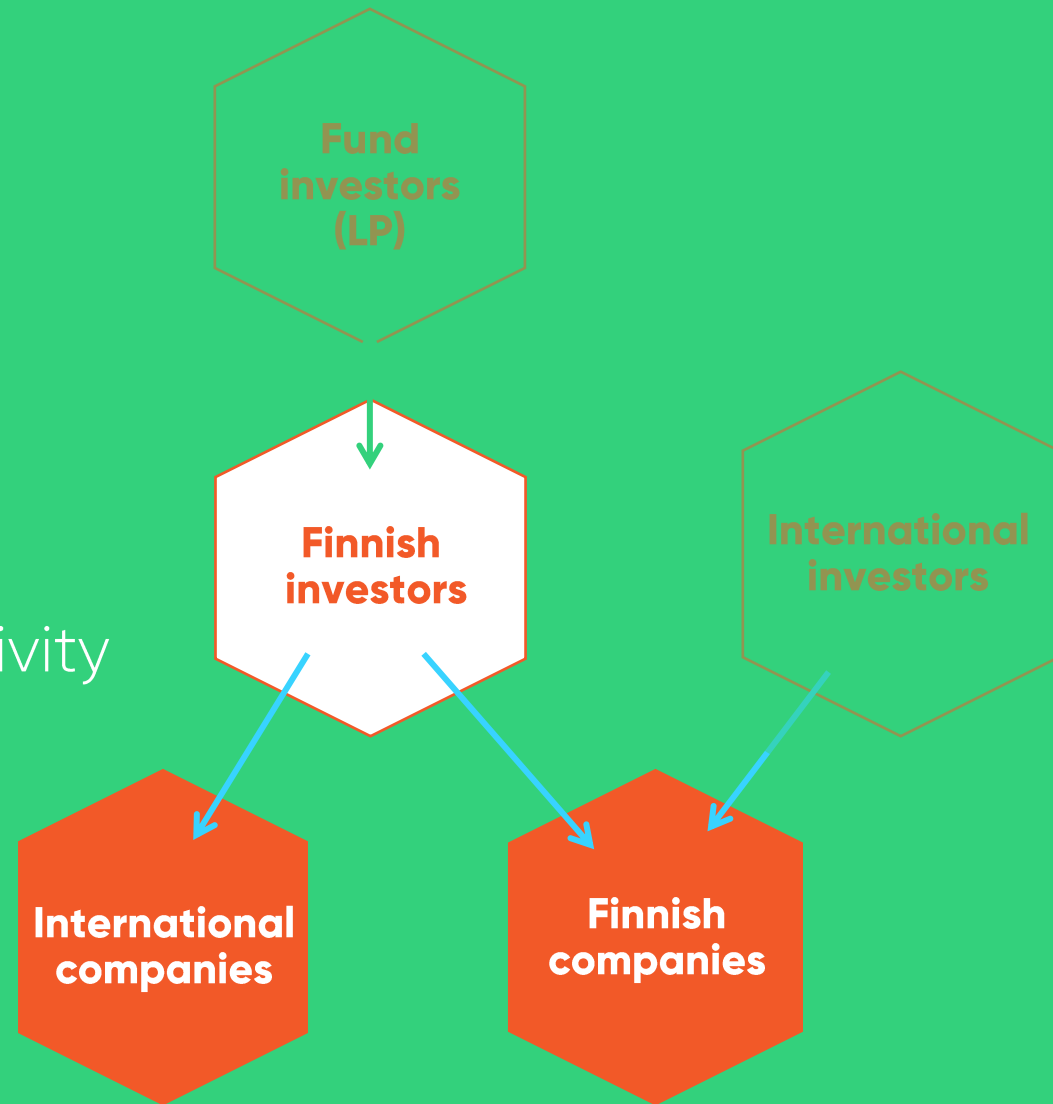 Fund
investors
(LP)
Finnish
investors
International
investors
ivity
International
companies
Finnish
companies